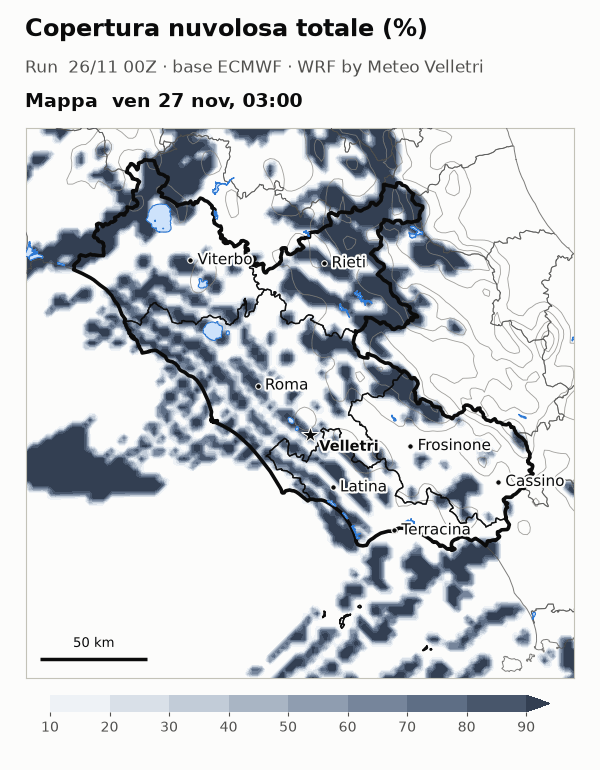 Copertura nuvolosa totale (%)
Run  26/11 00Z · base ECMWF · WRF by Meteo Velletri
Mappa  ven 27 nov, 03:00
Viterbo
Rieti
Roma
Velletri
Frosinone
Cassino
Latina
Terracina
50 km
10 20 30 40 50 60 70 80 90